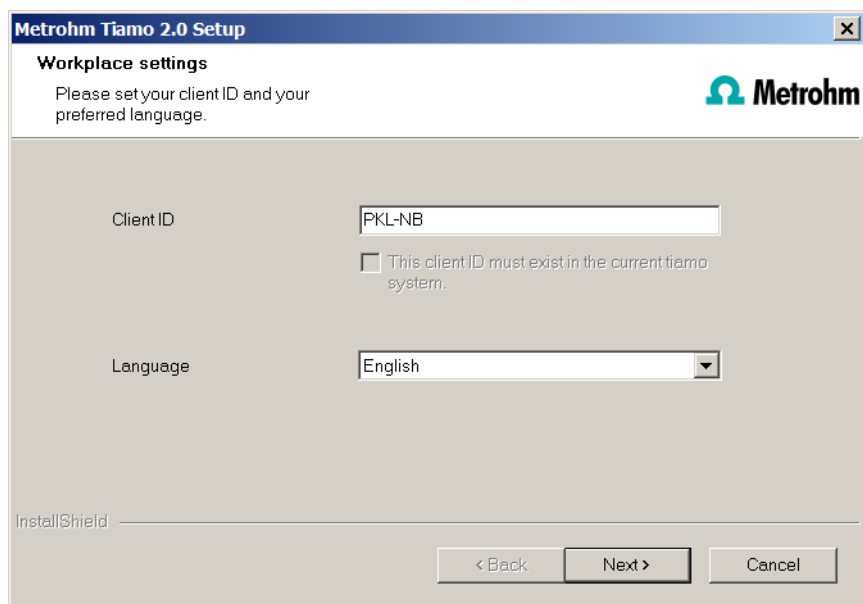 Metrohm Tiamo 2.0 Setup
Workplace settings
Please set your client ID and your
preferred language.
Metrohm
Client ID
PKL-NB
This client ID must exist in the current tiamo
system.
Language
English
InstallShield
< Back
Next >
Cancel